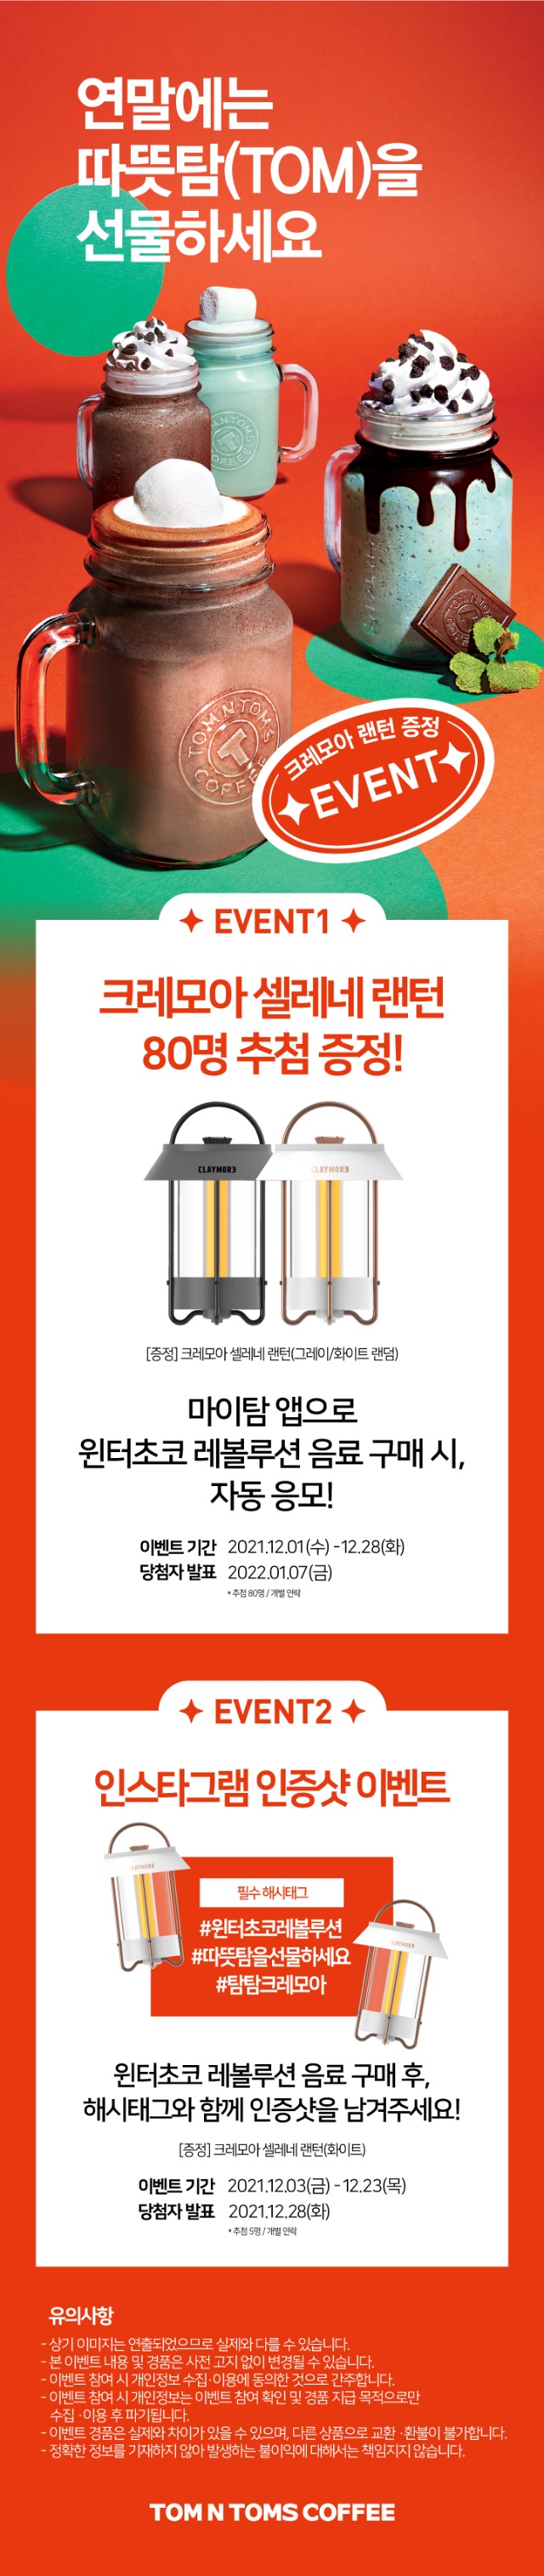 연말에는
따뜻탐(TOM)을
선물하세요
TOM N TOMS
COFFEE
크레모아 랜턴 증정
EVENT
EVENT1
크레모아 셀레네 랜턴
80명 추첨 증정!
CLAYMOR3
CLAYMOR3
[증정] 크레모아 셀레네 랜턴(그레이/화이트 랜덤)
마이탐 앱으로
윈터초코 레볼루션 음료 구매 시,
자동 응모!
이벤트 기간 2021.12.01(수) - 12.28(화)
당첨자 발표 2022.01.07(금)
* 추첨 80명 / 개별 연락
EVENT2
인스타그램 인증샷 이벤트
CLAYMOR3
필수 해시태그
#윈터초코레볼루션
#따뜻탐을선물하세요
#탐탐크레모아
CLAYMOR3
윈터초코 레볼루션 음료 구매 후,
해시태그와 함께 인증샷을 남겨주세요!
[증정] 크레모아 셀레네 랜턴(화이트)
이벤트 기간 2021.12.03(금) - 12.23(목)
당첨자 발표 2021.12.28(화)
* 추첨 5명 / 개별 연락
유의사항
- 상기 이미지는 연출되었으므로 실제와 다를 수 있습니다.
- 본 이벤트 내용 및 경품은 사전 고지 없이 변경될 수 있습니다.
- 이벤트 참여 시 개인정보 수집·이용에 동의한 것으로 간주합니다.
- 이벤트 참여 시 개인정보는 이벤트 참여 확인 및 경품 지급 목적으로만
수집·이용 후 파기됩니다.
- 이벤트 경품은 실제와 차이가 있을 수 있으며, 다른 상품으로 교환·환불이 불가합니다.
- 정확한 정보를 기재하지 않아 발생하는 불이익에 대해서는 책임지지 않습니다.
TOM N TOMS COFFEE